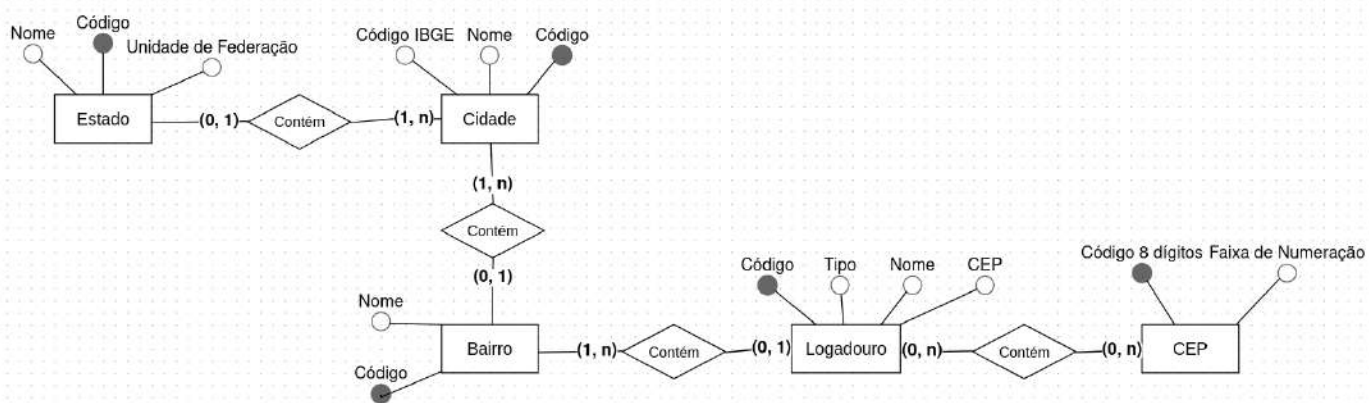 Código
Nome
Unidade de Federação
Código IBGE Nome Código
Estado (0, 1) Contém (1, n) Cidade
(1, n)
Contém
(0, 1)
Código Tipo Nome CEP
Código 8 dígitos Faixa de Numeração
Nome
Bairro (1, n) Contém (0, 1) Logadouro (0, n) Contém (0, n) CEP
Código